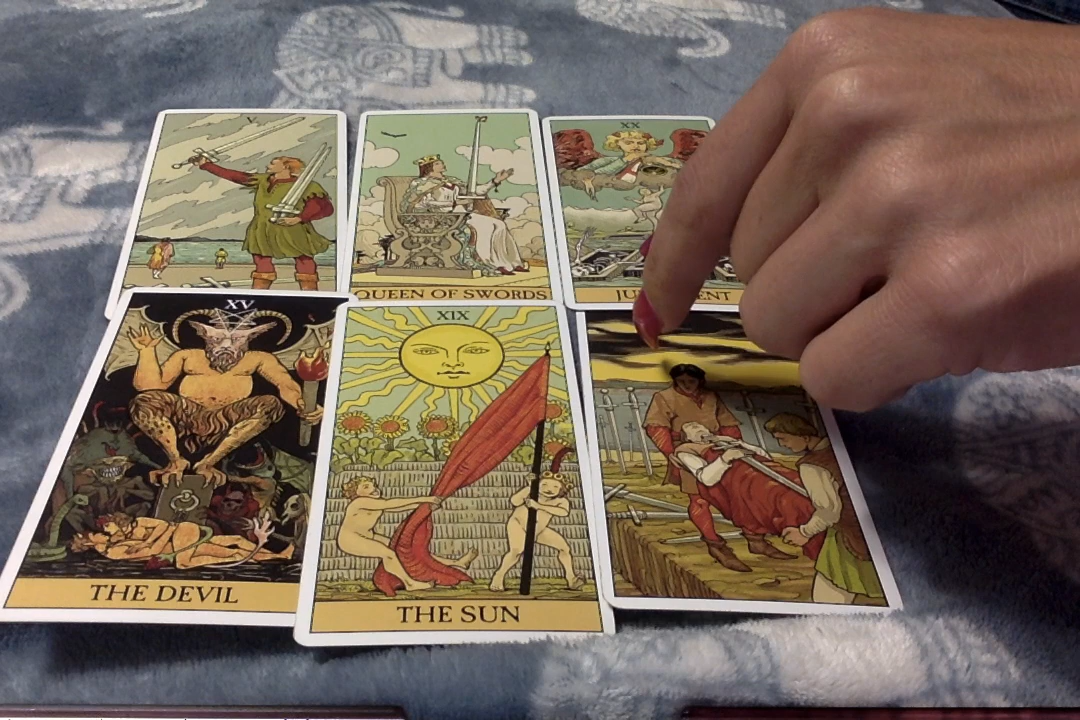 V
QUEEN OF SWORDS
XX
XV
THE DEVIL
XIX
THE SUN